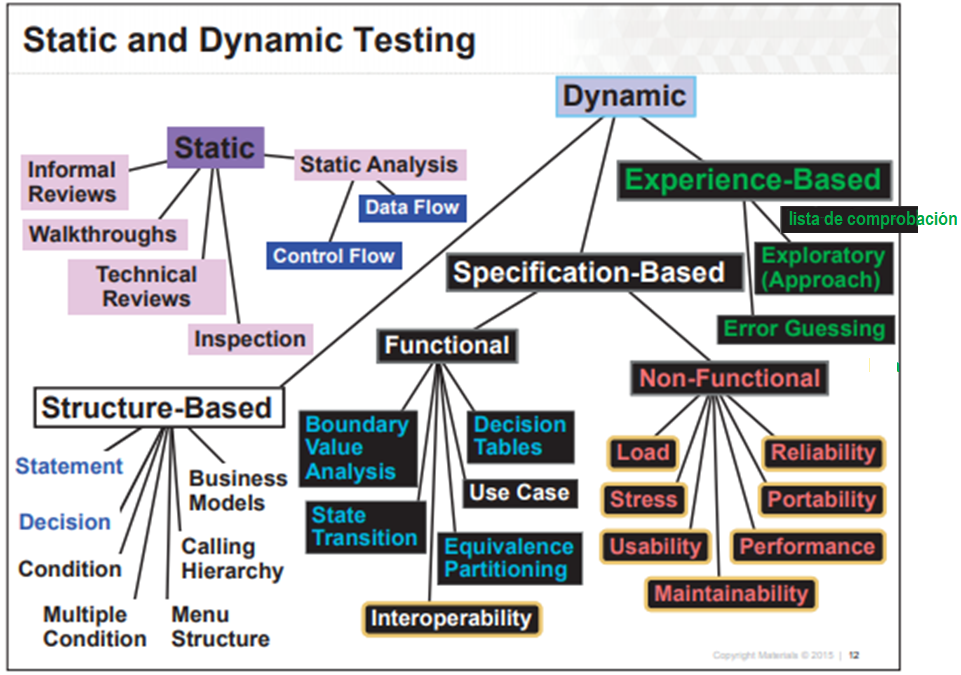 Static and Dynamic Testing
Dynamic
Static
Static Analysis
Informal
Reviews
Data Flow
Walkthroughs
Control Flow
Technical
Reviews
Inspection
Experience-Based
lista de comprobación
Exploratory
(Approach)
Error Guessing
Specification-Based
Functional
Non-Functional
Structure-Based
Statement
Business
Models
Decision
Calling
Hierarchy
Condition
Multiple
Condition
Menu
Structure
Boundary
Value
Analysis
Decision
Tables
Use Case
State
Transition
Equivalence
Partitioning
Interoperability
Load
Reliability
Stress
Portability
Usability
Performance
Maintainability
Copyright Materials © 2015 | 12